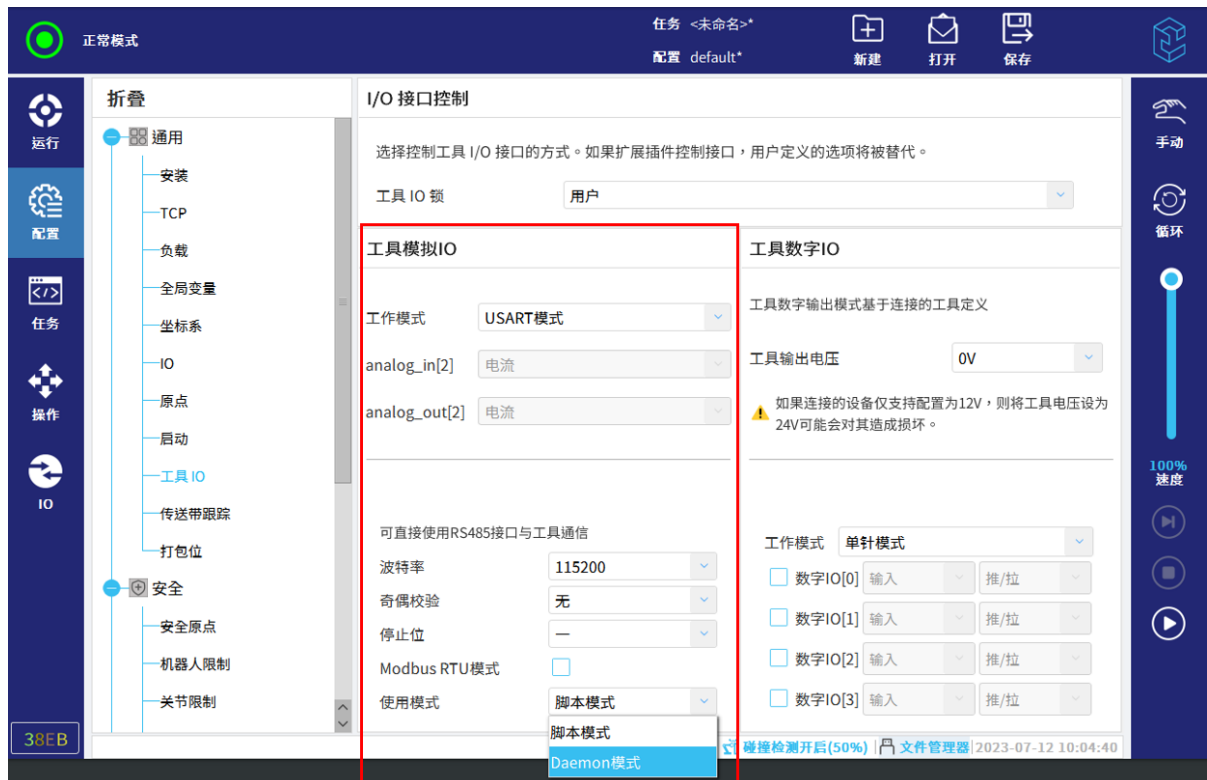 正常模式
任务 <未命名>*
配置 default*
新建
打开
保存
运行
配置
任务
操作
IO
38EB
折叠
通用
安装
TCP
负载
全局变量
坐标系
IO
原点
启动
工具 IO
传送带跟踪
打包位
安全
安全原点
机器人限制
关节限制
I/O 接口控制
选择控制工具 I/O 接口的方式。如果扩展插件控制接口，用户定义的选项将被替代。
工具 IO 锁 用户
工具模拟IO
工作模式 USART模式
analog_in[2] 电流
analog_out[2] 电流
可直接使用RS485接口与工具通信
波特率 115200
奇偶校验 无
停止位 一
Modbus RTU模式
使用模式 脚本模式
脚本模式
Daemon模式
工具数字IO
工具数字输出模式基于连接的工具定义
工具输出电压 0V
如果连接的设备仅支持配置为12V，则将工具电压设为
24V可能会对其造成损坏。
工作模式 单针模式
数字IO[0] 输入 推/拉
数字IO[1] 输入 推/拉
数字IO[2] 输入 推/拉
数字IO[3] 输入 推/拉
碰撞检测开启(50%) 文件管理器 2023-07-12 10:04:40
手动
循环
100%
速度